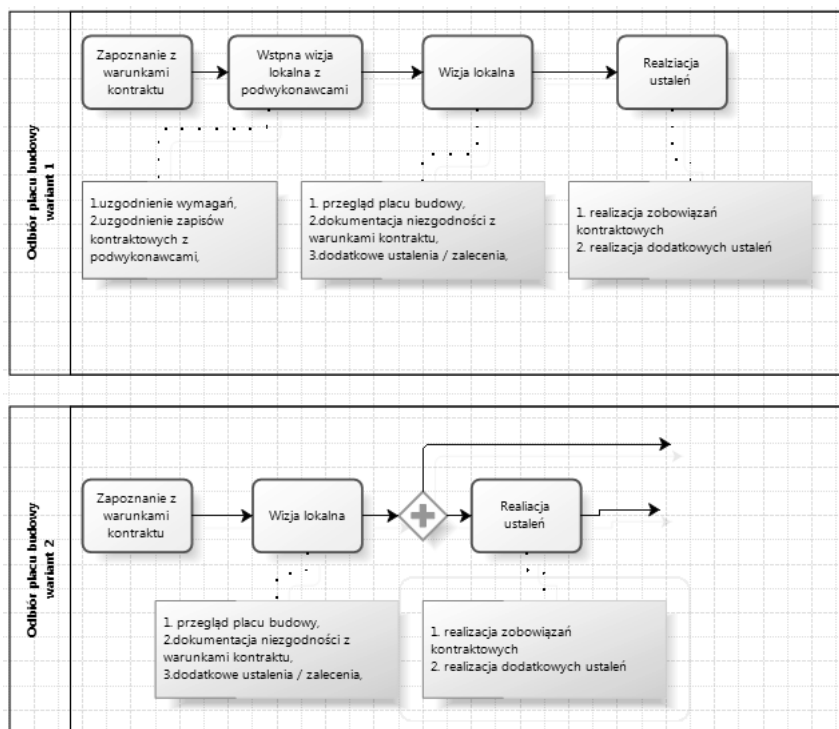 Odbiór placu budowy
wariant 1
Zapoznanie z
warunkami
kontraktu
Wstpna wizja
lokalna z
podwykonawcami
Wizja lokalna
Realziacja
ustaleń
1.uzgodnienie wymagań,
2.uzgodnienie zapisów
kontraktowych z
podwykonawcami,
1. przegląd placu budowy,
2.dokumentacja niezgodności z
warunkami kontraktu,
3.dodatkowe ustalenia / zalecenia,
1. realizacja zobowiązań
kontraktowych
2. realizacja dodatkowych ustaleń
Odbiór placu budowy
wariant 2
Zapoznanie z
warunkami
kontraktu
Wizja lokalna
Realiacja
ustaleń
1. przegląd placu budowy,
2.dokumentacja niezgodności z
warunkami kontraktu,
3.dodatkowe ustalenia / zalecenia,
1. realizacja zobowiązań
kontraktowych
2. realizacja dodatkowych ustaleń